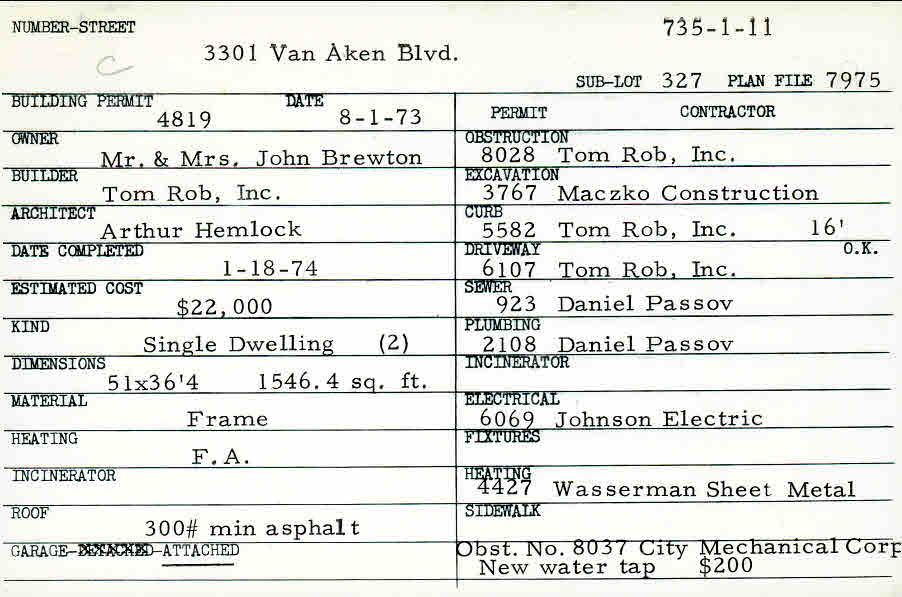 NUMBER-STREET 735-1-11
3301 Van Aken Blvd.
C
SUB-LOT 327 PLAN FILE 7975
BUILDING PERMIT DATE
4819 8-1-73
OWNER
Mr. & Mrs. John Brewton
BUILDER
Tom Rob, Inc.
ARCHITECT
Arthur Hemlock
DATE COMPLETED
1-18-74
ESTIMATED COST
$22,000
KIND
Single Dwelling (2)
DIMENSIONS
51x36'4 1546.4 sq. ft.
MATERIAL
Frame
HEATING
F.A.
INCINERATOR
ROOF
300# min asphalt
GARAGE-DETACHED-ATTACHED
PERMIT CONTRACTOR
OBSTRUCTION
8028 Tom Rob, Inc.
EXCAVATION
3767 Maczko Construction
CURB
5582 Tom Rob, Inc. 16'
DRIVEWAY O.K.
6107 Tom Rob, Inc.
SEWER
923 Daniel Passov
PLUMBING
2108 Daniel Passov
INCINERATOR
ELECTRICAL
6069 Johnson Electric
FIXTURES
HEATING
4427 Wasserman Sheet Metal
SIDEWALK
Obst. No. 8037 City Mechanical Corp
New water tap $200